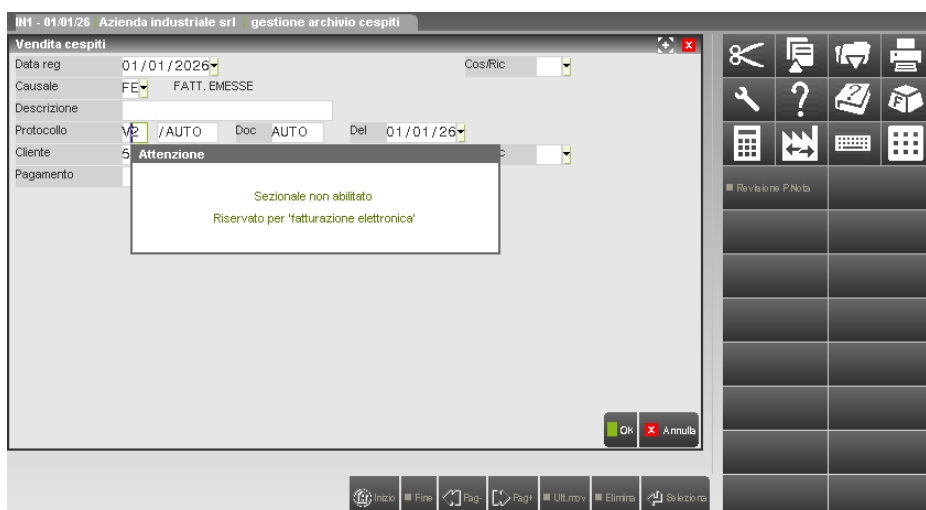 IN1 - 01/01/26 Azienda industriale srl gestione archivio cespiti
Vendita cespiti
Data reg 01/01/2026 Cos/Ric
Causale FE FATT. EMESSE
Descrizione
Protocollo V2 /AUTO Doc AUTO Del 01/01/26
Cliente 5
Pagamento
Attenzione
Sezionale non abilitato
Riservato per 'fatturazione elettronica'
Ok Annulla
Revisione P.Nota
Inizio Fine Pag- Pag+ Ult.mov Elimina Seleziona